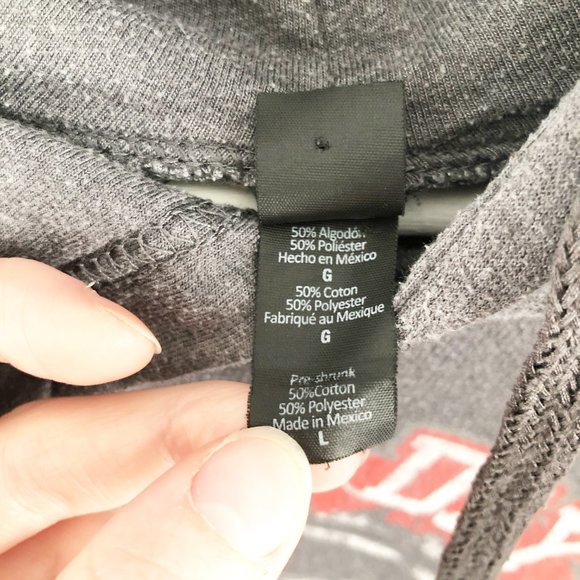 50% Algodón
50% Poliéster
Hecho en México
G
50% Coton
50% Polyester
Fabriqué au Mexique
G
Pre-shrunk
50%Cotton
50% Polyester
Made in Mexico
L